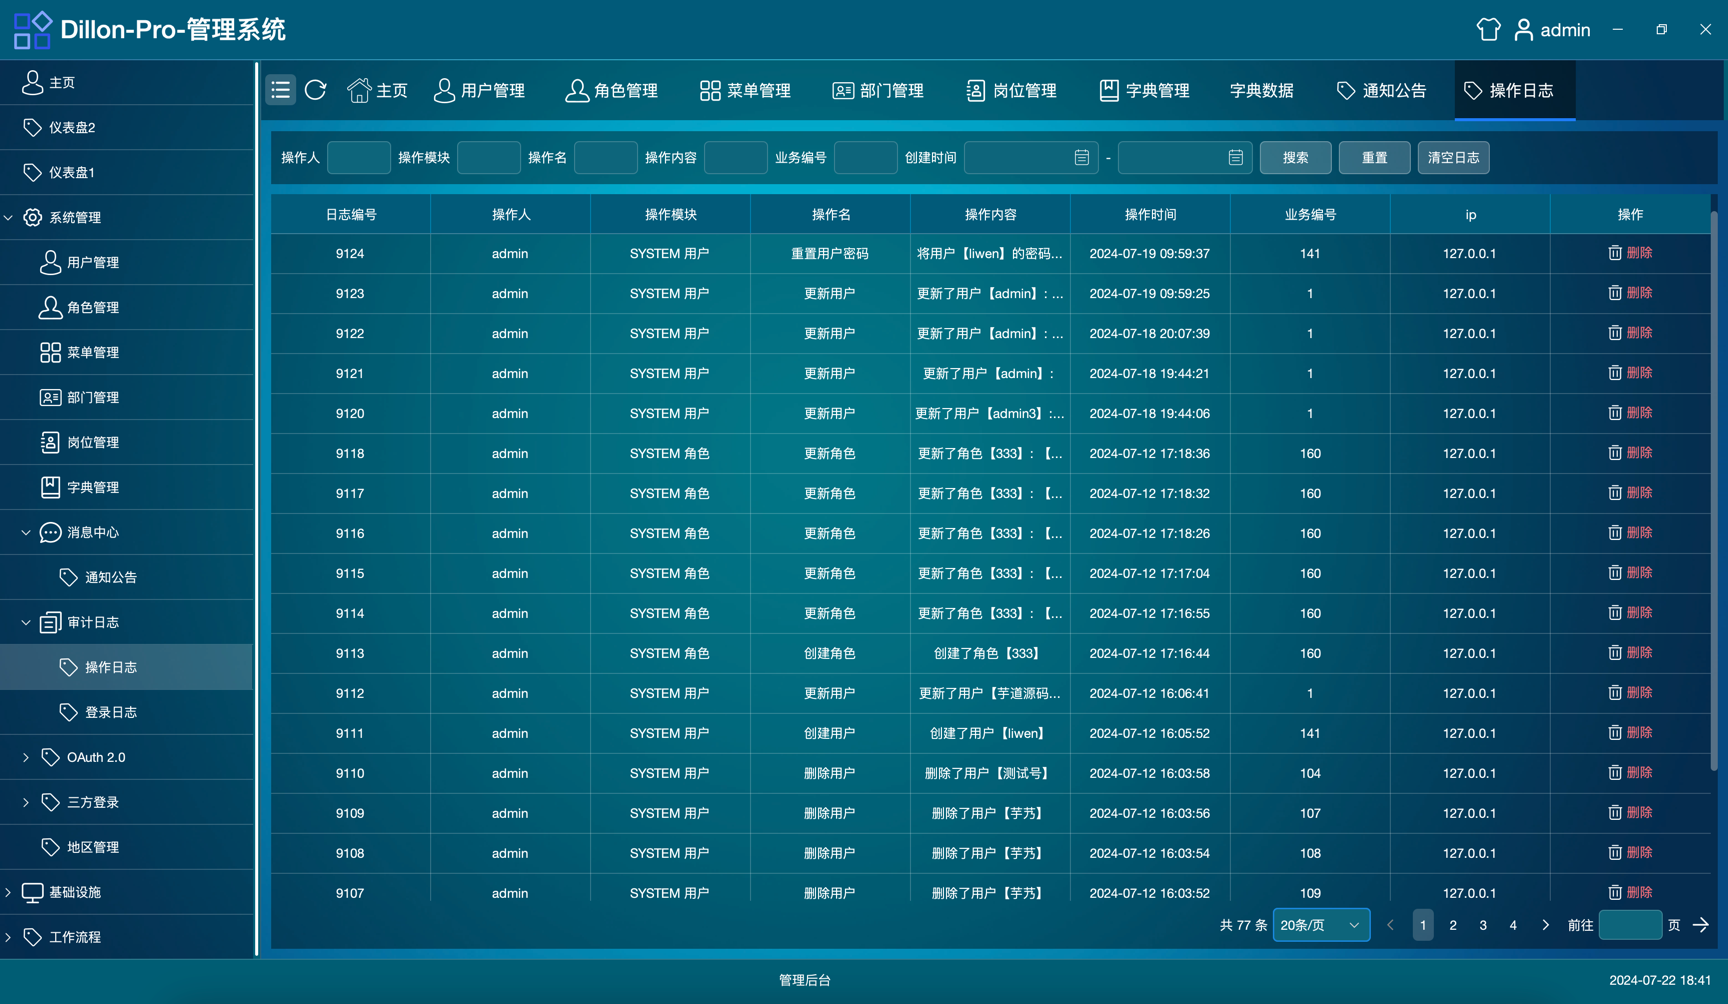 Dillon-Pro-管理系统
admin
主页
仪表盘2
仪表盘1
系统管理
用户管理
角色管理
菜单管理
部门管理
岗位管理
字典管理
消息中心
通知公告
审计日志
操作日志
登录日志
OAuth 2.0
三方登录
地区管理
基础设施
工作流程
主页 用户管理 角色管理 菜单管理 部门管理 岗位管理 字典管理 字典数据 通知公告 操作日志
操作人 操作模块 操作名 操作内容 业务编号 创建时间 - 搜索 重置 清空日志
日志编号 操作人 操作模块 操作名 操作内容 操作时间 业务编号 ip 操作
9124 admin SYSTEM 用户 重置用户密码 将用户【liwen】的密码... 2024-07-19 09:59:37 141 127.0.0.1 删除
9123 admin SYSTEM 用户 更新用户 更新了用户【admin】: ... 2024-07-19 09:59:25 1 127.0.0.1 删除
9122 admin SYSTEM 用户 更新用户 更新了用户【admin】: ... 2024-07-18 20:07:39 1 127.0.0.1 删除
9121 admin SYSTEM 用户 更新用户 更新了用户【admin】: 2024-07-18 19:44:21 1 127.0.0.1 删除
9120 admin SYSTEM 用户 更新用户 更新了用户【admin3】:... 2024-07-18 19:44:06 1 127.0.0.1 删除
9118 admin SYSTEM 角色 更新角色 更新了角色【333】: 【... 2024-07-12 17:18:36 160 127.0.0.1 删除
9117 admin SYSTEM 角色 更新角色 更新了角色【333】: 【... 2024-07-12 17:18:32 160 127.0.0.1 删除
9116 admin SYSTEM 角色 更新角色 更新了角色【333】: 【... 2024-07-12 17:18:26 160 127.0.0.1 删除
9115 admin SYSTEM 角色 更新角色 更新了角色【333】: 【... 2024-07-12 17:17:04 160 127.0.0.1 删除
9114 admin SYSTEM 角色 更新角色 更新了角色【333】: 【... 2024-07-12 17:16:55 160 127.0.0.1 删除
9113 admin SYSTEM 角色 创建角色 创建了角色【333】 2024-07-12 17:16:44 160 127.0.0.1 删除
9112 admin SYSTEM 用户 更新用户 更新了用户【芋道源码... 2024-07-12 16:06:41 1 127.0.0.1 删除
9111 admin SYSTEM 用户 创建用户 创建了用户【liwen】 2024-07-12 16:05:52 141 127.0.0.1 删除
9110 admin SYSTEM 用户 删除用户 删除了用户【测试号】 2024-07-12 16:03:58 104 127.0.0.1 删除
9109 admin SYSTEM 用户 删除用户 删除了用户【芋艿】 2024-07-12 16:03:56 107 127.0.0.1 删除
9108 admin SYSTEM 用户 删除用户 删除了用户【芋艿】 2024-07-12 16:03:54 108 127.0.0.1 删除
9107 admin SYSTEM 用户 删除用户 删除了用户【芋艿】 2024-07-12 16:03:52 109 127.0.0.1 删除
共 77 条 20条/页 1 2 3 4 前往 页
管理后台
2024-07-22 18:41